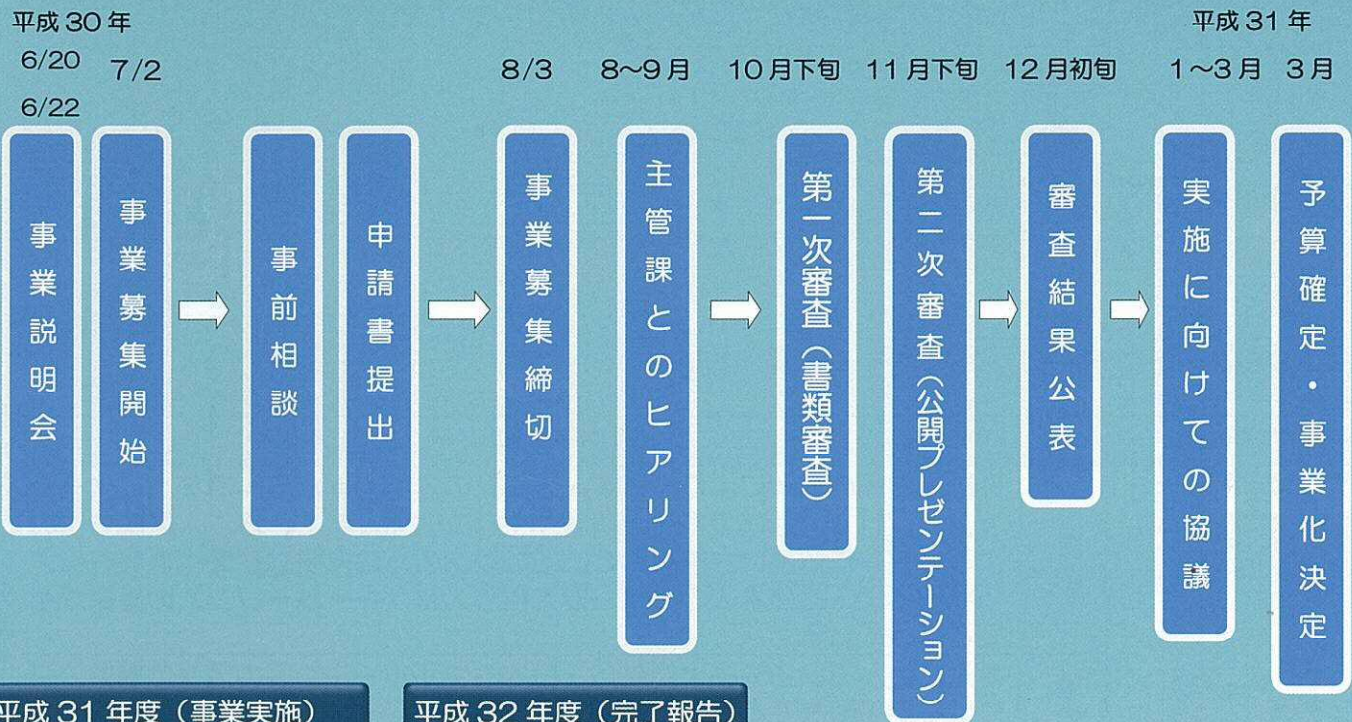 平成30年
平成31年
6/20
6/22
7/2
8/3
8〜9月
10月下旬
11月下旬
12月初旬
1〜3月
3月
事業説明会
事業募集開始
事前相談
申請書提出
事業募集締切
主管課とのヒアリング
第一次審査（書類審査）
第二次審査（公開プレゼンテーション）
審査結果公表
実施に向けての協議
予算確定・事業化決定
平成31年度（事業実施）
平成32年度（完了報告）